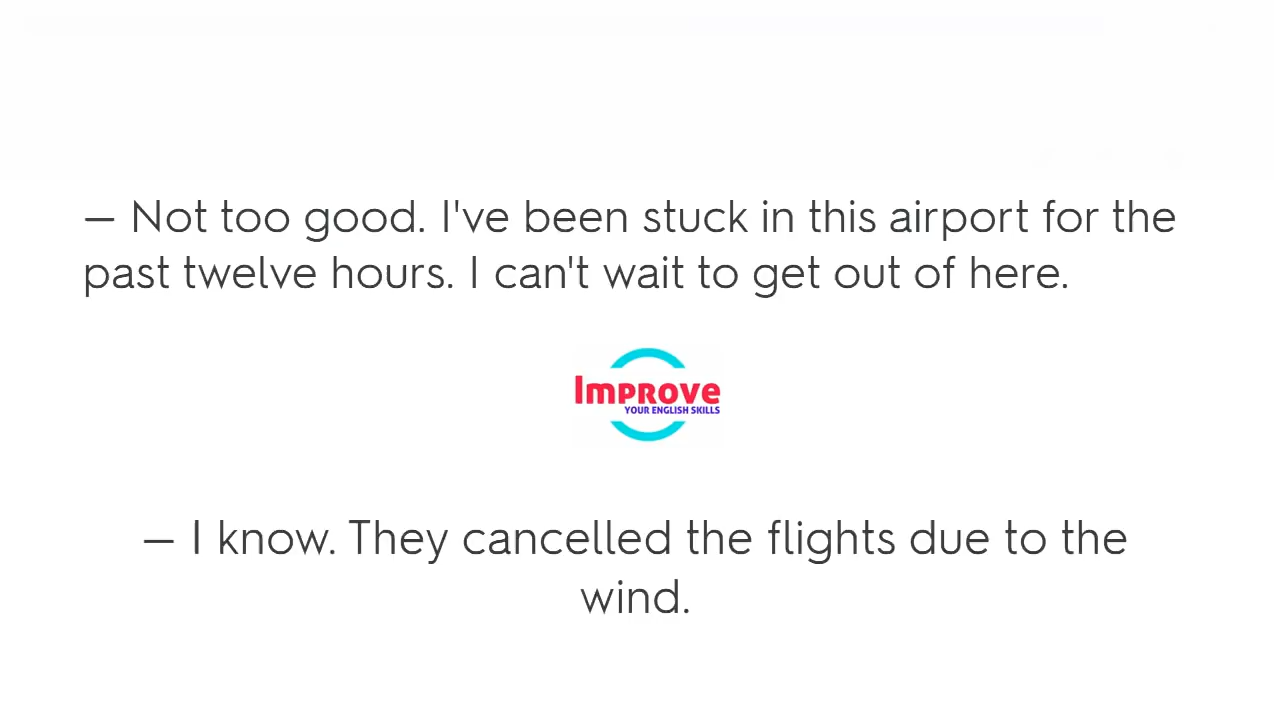 — Not too good. I've been stuck in this airport for the
past twelve hours. I can't wait to get out of here.
Improve
YOUR ENGLISH SKILLS
— I know. They cancelled the flights due to the
wind.